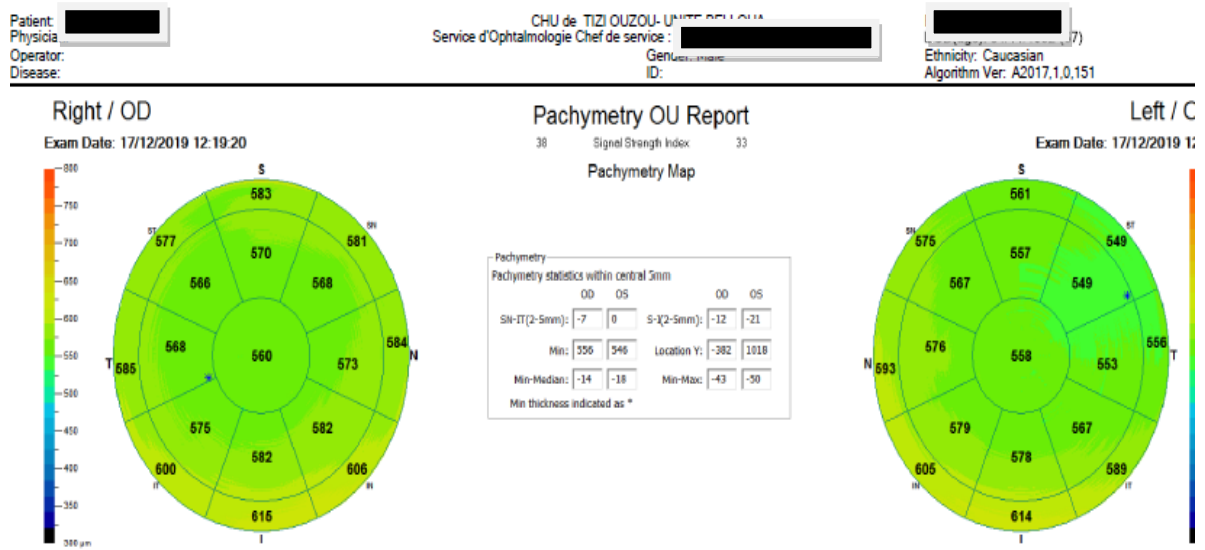 Patient:
Physicia
Operator:
Disease:
CHU de TIZI OUZOU-
Service d'Ophtalmologie Chef de service :
Gender: Male
ID:
Ethnicity: Caucasian
Algorithm Ver: A2017,1,0,151
Right / OD
Pachymetry OU Report
Left / O
Exam Date: 17/12/2019 12:19:20
38 Signal Strength Index 33
Exam Date: 17/12/2019 12
Pachymetry Map
800
750
700
650
600
550
500
450
400
350
300 µm
S
583
ST
577
SN
581
570
566
568
T
585
568
560
573
584
N
575
582
582
600
606
IT
IN
615
I
Pachymetry
Pachymetry statistics within central 5mm
OD OS OD OS
SN-IT(2-5mm): -7 0 S-I(2-5mm): -12 -21
Min: 556 546 Location Y: -382 1018
Min-Median: -14 -18 Min-Max: -43 -50
Min thickness indicated as *
S
561
SN
575
ST
549
557
567
549
N
593
576
558
553
556
T
579
567
578
605
589
IN
IT
614
I